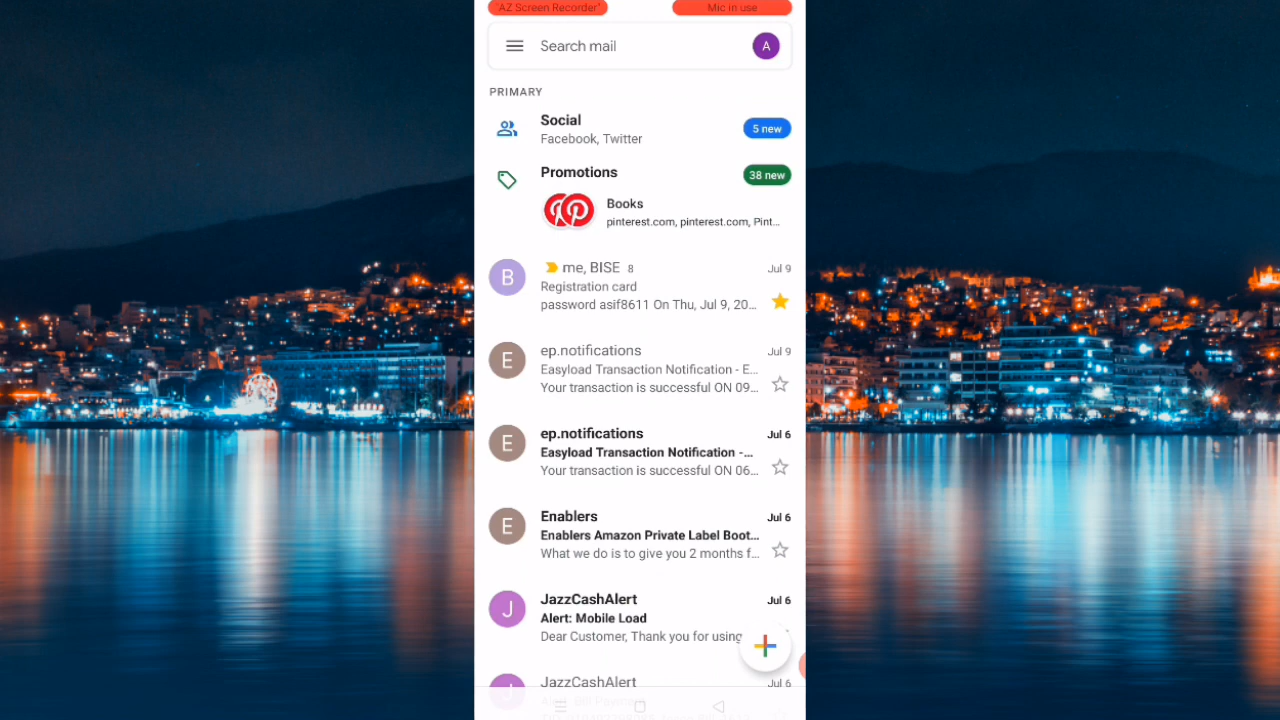 "AZ Screen Recorder" Mic in use
Search mail A
PRIMARY
Social
Facebook, Twitter
5 new
Promotions 38 new
Books
pinterest.com, pinterest.com, Pint...
B me, BISE 8 Jul 9
Registration card
password asif8611 On Thu, Jul 9, 20...
E ep.notifications Jul 9
Easyload Transaction Notification - E...
Your transaction is successful ON 09...
E ep.notifications Jul 6
Easyload Transaction Notification -...
Your transaction is successful ON 06...
E Enablers Jul 6
Enablers Amazon Private Label Boot...
What we do is to give you 2 months f...
J JazzCashAlert Jul 6
Alert: Mobile Load
Dear Customer, Thank you for using
JazzCashAlert Jul 6